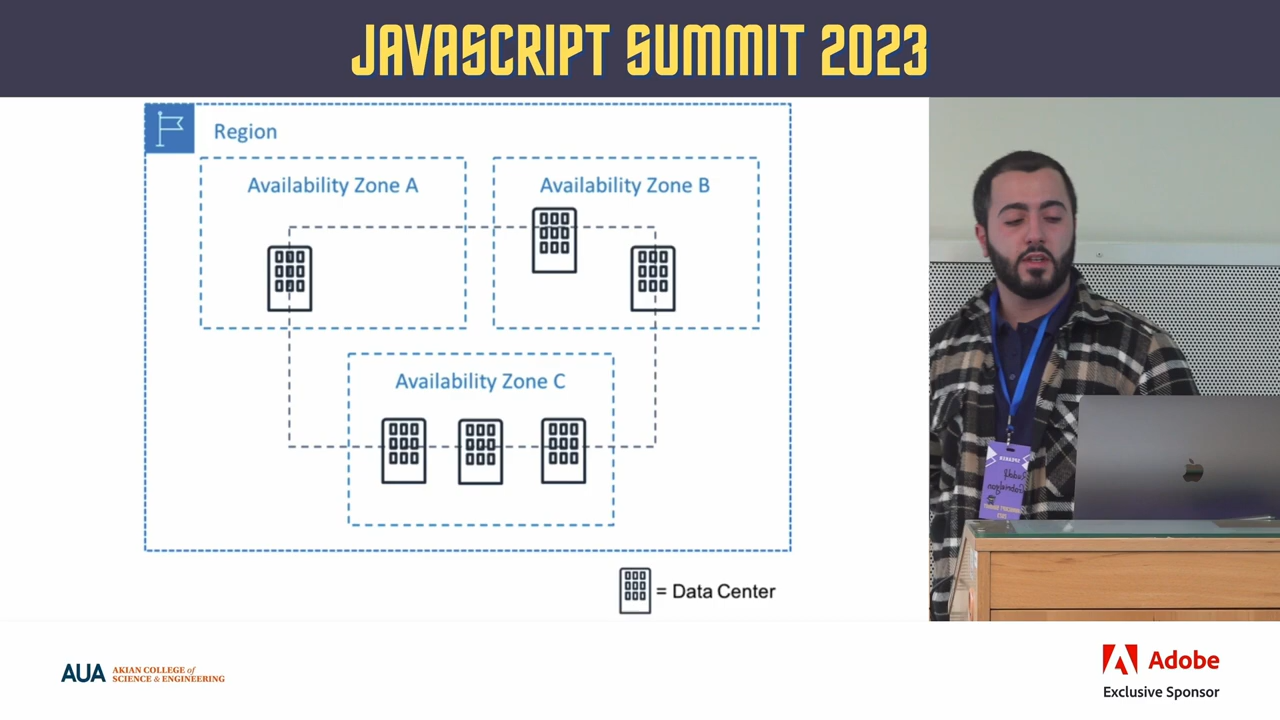 JAVASCRIPT SUMMIT 2023
Region
Availability Zone A
Availability Zone B
Availability Zone C
= Data Center
AUA AKIAN COLLEGE of
SCIENCE & ENGINEERING
Adobe
Exclusive Sponsor